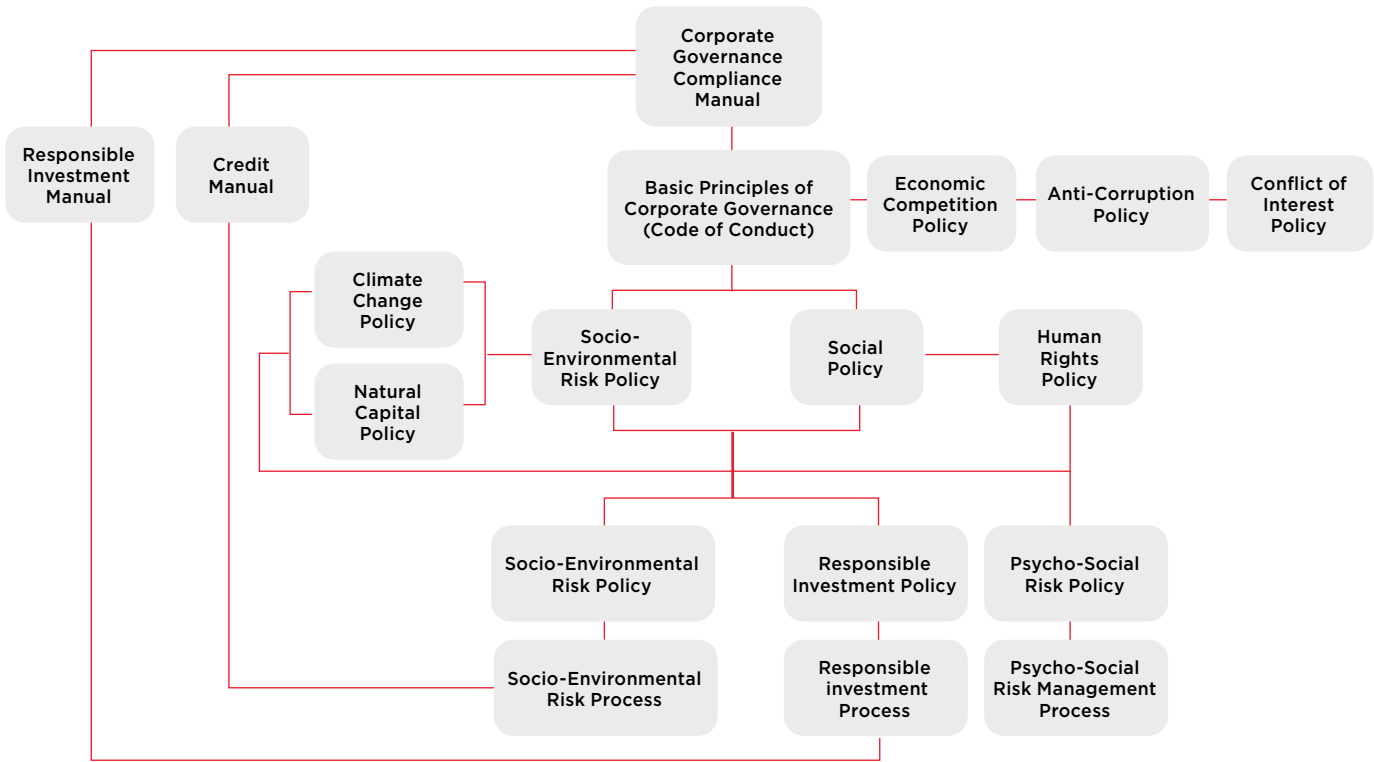 Corporate
Governance
Compliance
Manual
Responsible
Investment
Manual
Credit
Manual
Basic Principles of
Corporate Governance
(Code of Conduct)
Economic
Competition
Policy
Anti-Corruption
Policy
Conflict of
Interest
Policy
Climate
Change
Policy
Natural
Capital
Policy
Socio-
Environmental
Risk Policy
Social
Policy
Human
Rights
Policy
Socio-Environmental
Risk Policy
Responsible
Investment Policy
Psycho-Social
Risk Policy
Socio-Environmental
Risk Process
Responsible
investment
Process
Psycho-Social
Risk Management
Process